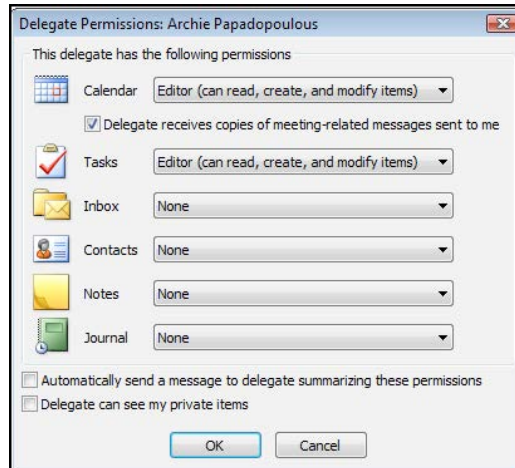 Delegate Permissions: Archie Papadopoulous
This delegate has the following permissions
Calendar Editor (can read, create, and modify items)
Delegate receives copies of meeting-related messages sent to me
Tasks Editor (can read, create, and modify items)
Inbox None
Contacts None
Notes None
Journal None
Automatically send a message to delegate summarizing these permissions
Delegate can see my private items
OK Cancel